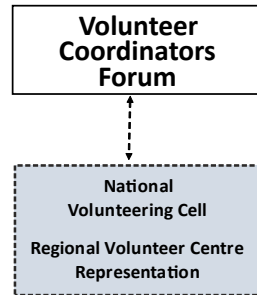 Volunteer
Coordinators
Forum
National
Volunteering Cell
Regional Volunteer Centre
Representation